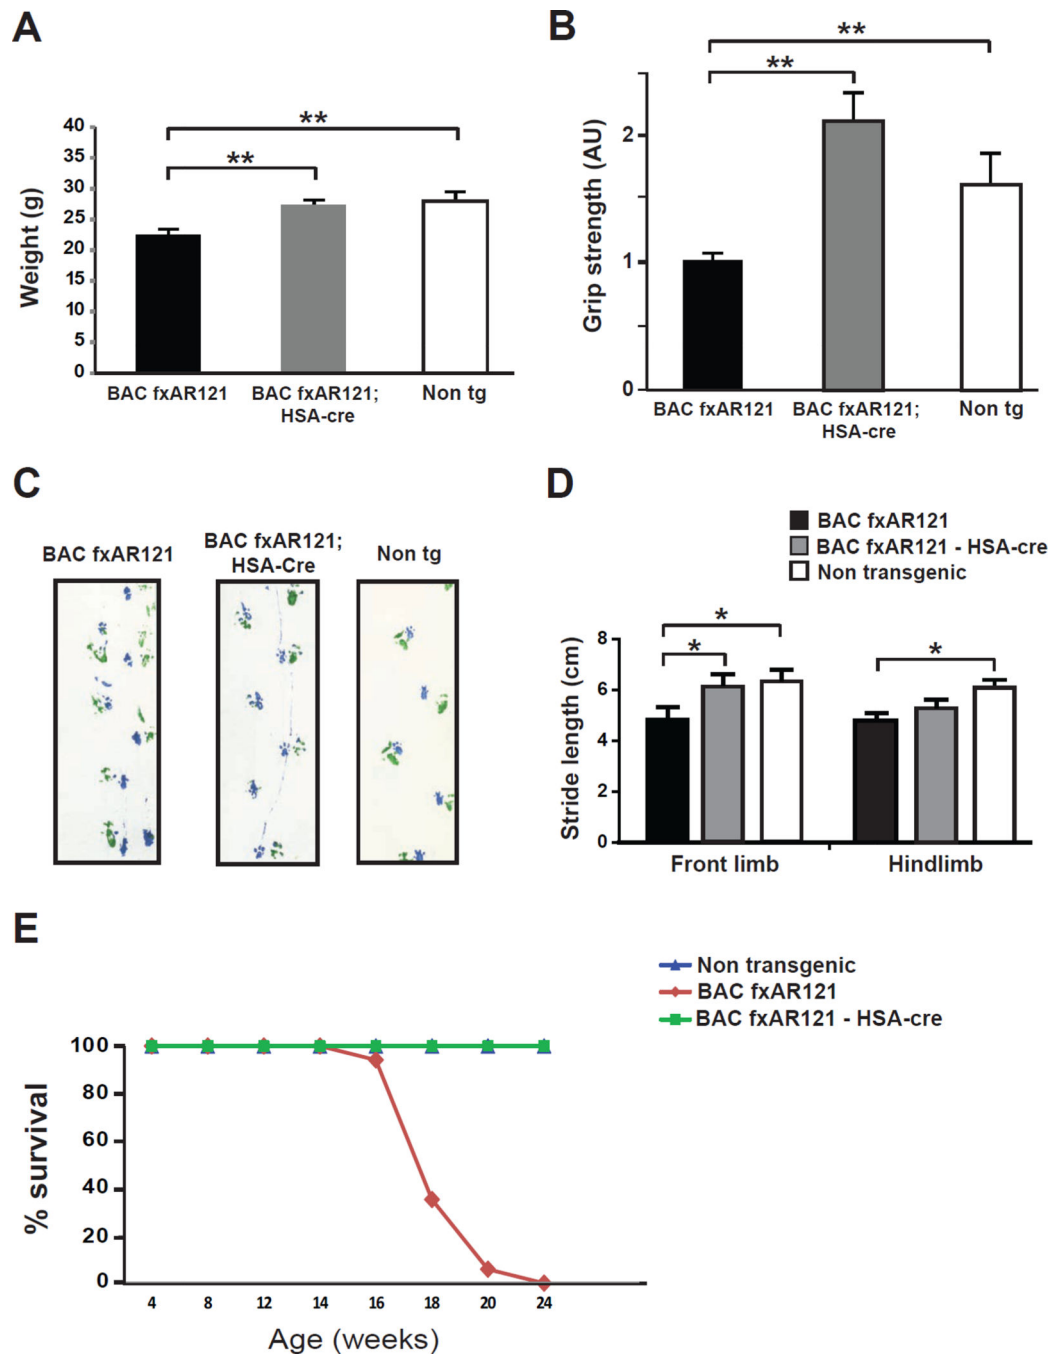 A
**
**
Weight (g)
40
35
30
25
20
15
10
5
0
BAC fxAR121
BAC fxAR121;
HSA-cre
Non tg
B
**
**
Grip strength (AU)
2
1
0
BAC fxAR121
BAC fxAR121;
HSA-cre
Non tg
C
BAC fxAR121
BAC fxAR121;
HSA-Cre
Non tg
D
BAC fxAR121
BAC fxAR121 - HSA-cre
Non transgenic
*
*
*
Stride length (cm)
8
6
4
2
0
Front limb
Hindlimb
E
Non transgenic
BAC fxAR121
BAC fxAR121 - HSA-cre
% survival
100
80
60
40
20
0
4 8 12 14 16 18 20 24
Age (weeks)